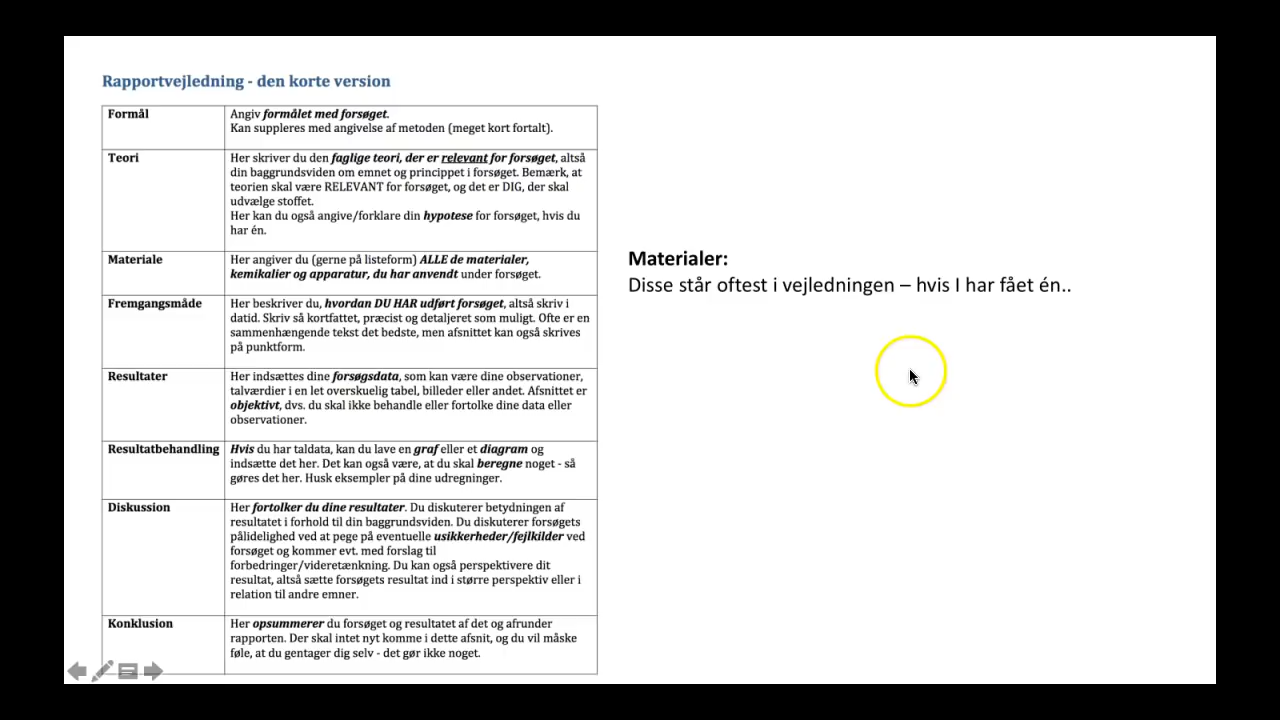 Rapportvejledning - den korte version
Formål
Angiv formålet med forsøget.
Kan suppleres med angivelse af metoden (meget kort fortalt).
Teori
Her skriver du den faglige teori, der er relevant for forsøget, altså
din baggrundsviden om emnet og princippet i forsøget. Bemærk, at
teorien skal være RELEVANT for forsøget, og det er DIG, der skal
udvælge stoffet.
Her kan du også angive/forklare din hypotese for forsøget, hvis du
har én.
Materiale
Her angiver du (gerne på listeform) ALLE de materialer,
kemikalier og apparatur, du har anvendt under forsøget.
Fremgangsmåde
Her beskriver du, hvordan DU HAR udført forsøget, altså skriv i
datid. Skriv så kortfattet, præcist og detaljeret som muligt. Ofte er en
sammenhængende tekst det bedste, men afsnittet kan også skrives
på punktform.
Resultater
Her indsættes dine forsøgsdata, som kan være dine observationer,
talværdier i en let overskuelig tabel, billeder eller andet. Afsnittet er
objektivt, dvs. du skal ikke behandle eller fortolke dine data eller
observationer.
Resultatbehandling
Hvis du har taldata, kan du lave en graf eller et diagram og
indsætte det her. Det kan også være, at du skal beregne noget - så
gøres det her. Husk eksempler på dine udregninger.
Diskussion
Her fortolker du dine resultater. Du diskuterer betydningen af
resultatet i forhold til din baggrundsviden. Du diskuterer forsøgets
pålidelighed ved at pege på eventuelle usikkerheder/fejlkilder ved
forsøget og kommer evt. med forslag til
forbedringer/videretænkning. Du kan også perspektivere dit
resultat, altså sætte forsøgets resultat ind i større perspektiv eller i
relation til andre emner.
Konklusion
Her opsummerer du forsøget og resultatet af det og afrunder
rapporten. Der skal intet nyt komme i dette afsnit, og du vil måske
føle, at du gentager dig selv - det gør ikke noget.
Materialer:
Disse står oftest i vejledningen – hvis I har fået én..